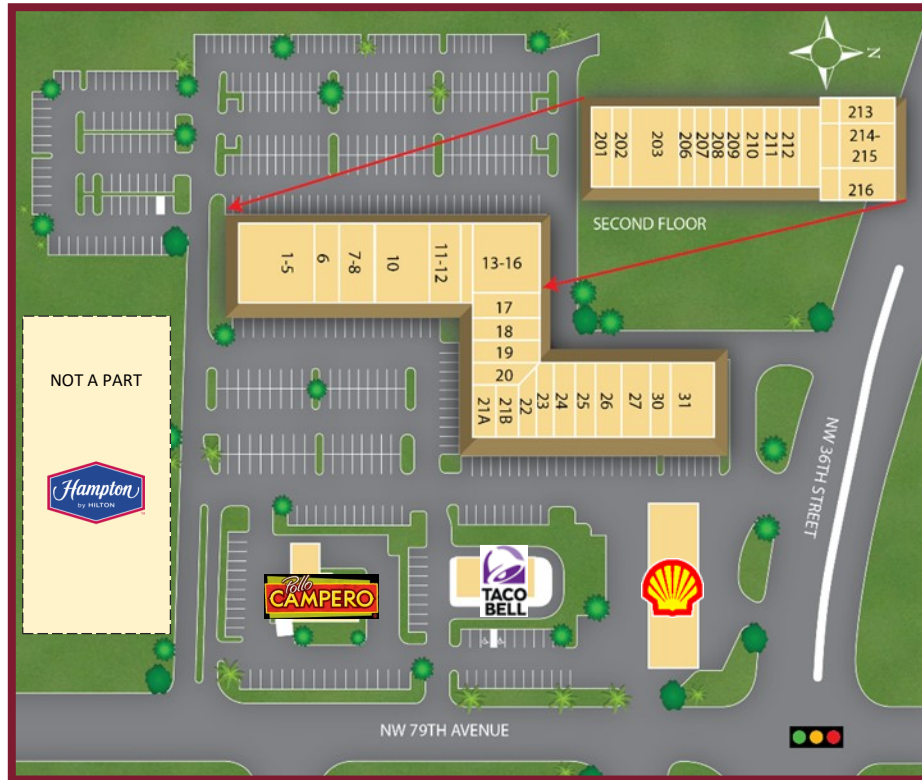 N
201
202
203
206
207
208
209
210
211
212
213
214-
215
216
SECOND FLOOR
1-5
6
7-8
10
11-12
13-16
17
18
19
20
21A
21B
22
23
24
25
26
27
30
31
NOT A PART
Hampton
by HILTON
Pollo
CAMPERO
TACO
BELL
NW 36TH STREET
NW 79TH AVENUE